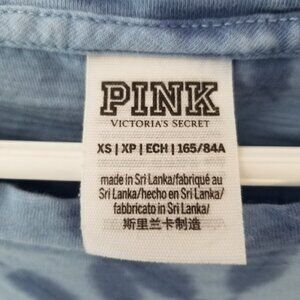 PINK
VICTORIA'S SECRET
XS | XP | ECH | 165/84A
made in Sri Lanka/fabriqué au
Sri Lanka/hecho en Sri Lanka/
fabbricato in Sri Lanka/
斯里兰卡制造